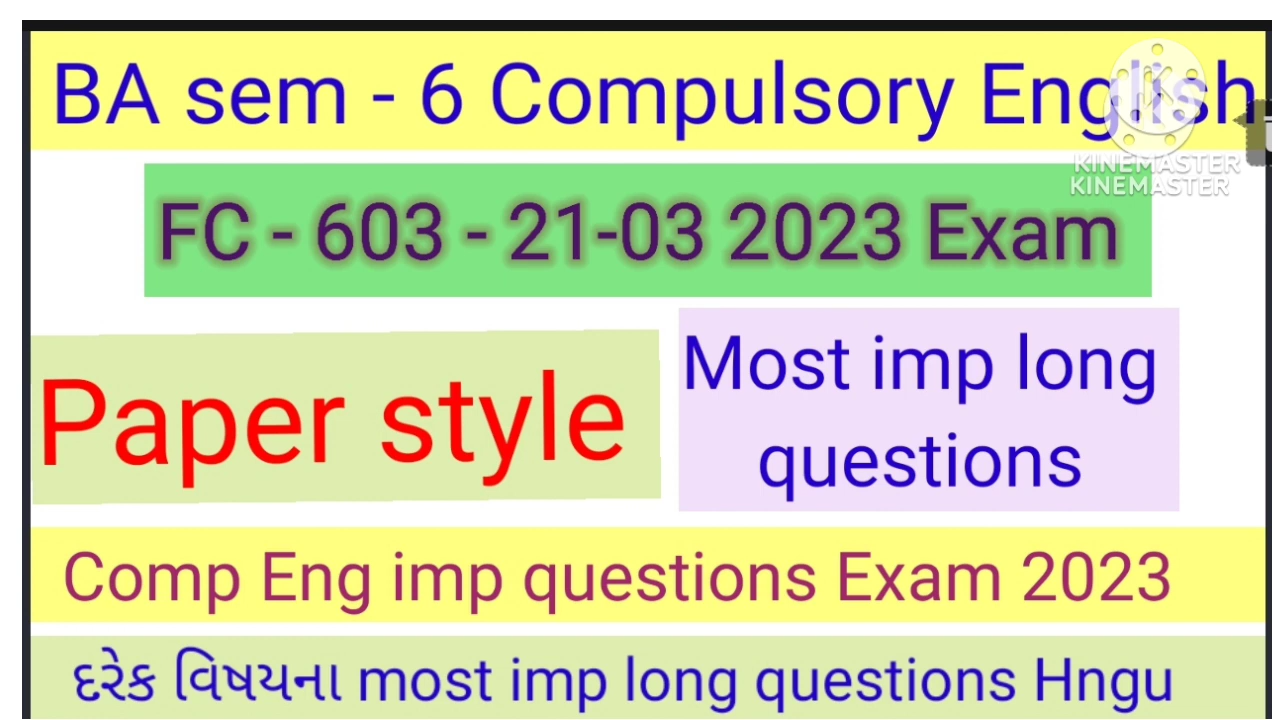 BA sem - 6 Compulsory English
KINEMASTER
KINEMASTER
FC - 603 - 21-03 2023 Exam
Paper style
Most imp long
questions
Comp Eng imp questions Exam 2023
દરેક વિષયના most imp long questions Hngu